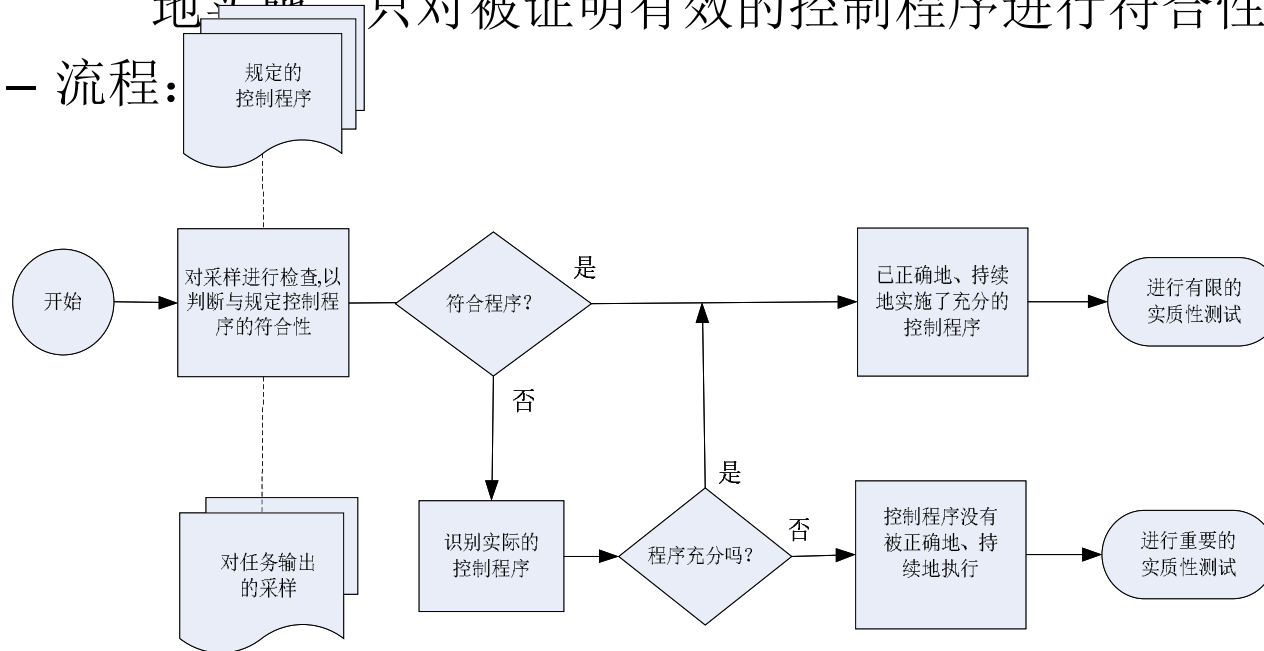 只对被证明有效的控制程序进行符合性
– 流程：
规定的
控制程序
开始
对采样进行检查,以
判断与规定控制程
序的符合性
符合程序？
是
已正确地、持续
地实施了充分的
控制程序
进行有限的
实质性测试
否
识别实际的
控制程序
程序充分吗？
是
否
控制程序没有
被正确地、持
续地执行
进行重要的
实质性测试
对任务输出
的采样